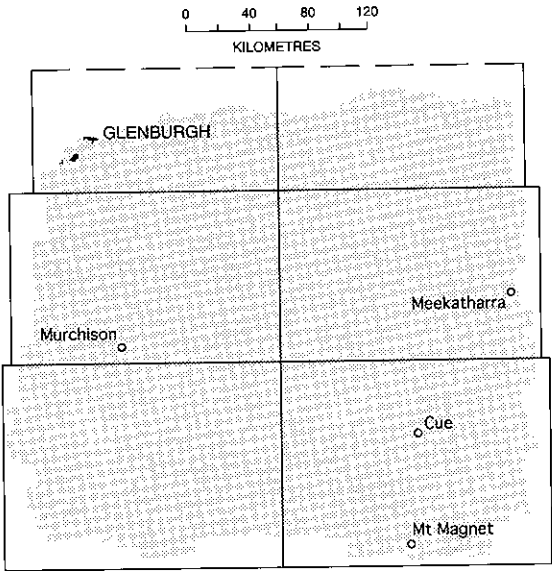 0 40 80 120
KILOMETRES
GLENBURGH
Meekatharra
Murchison
Cue
Mt Magnet